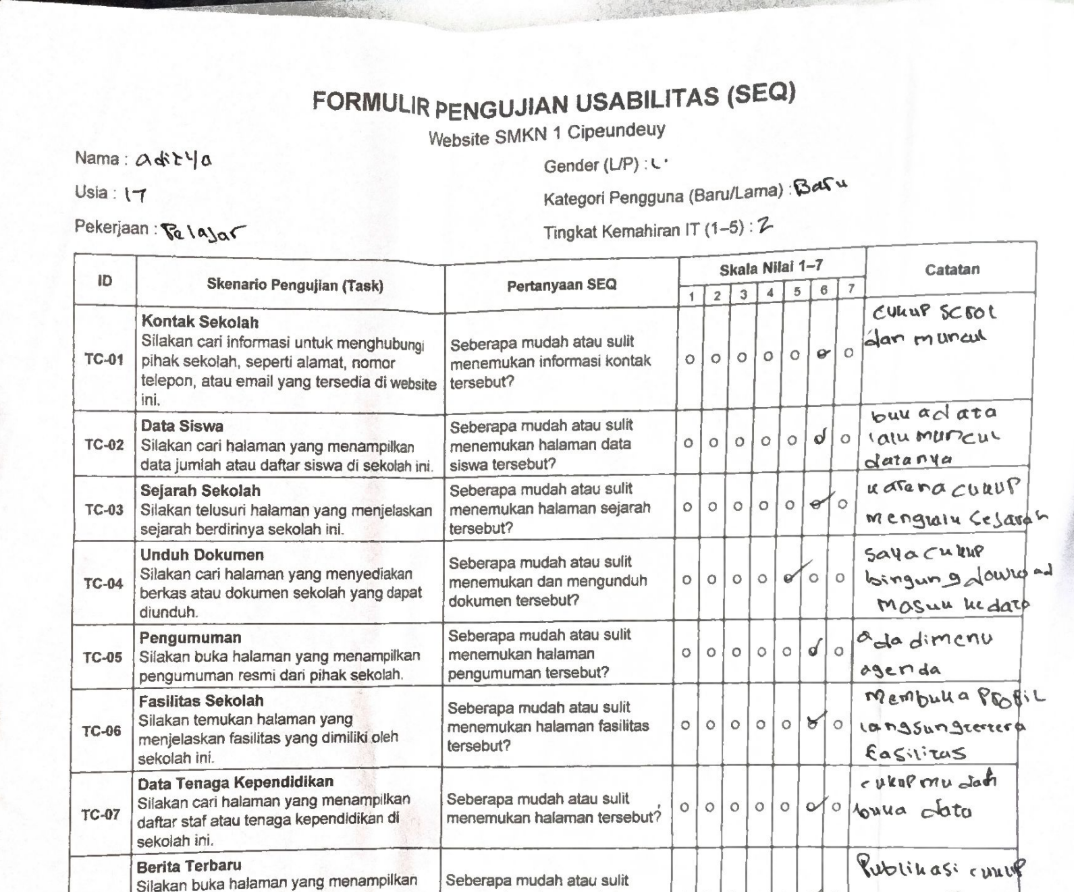 FORMULIR PENGUJIAN USABILITAS (SEQ)
Website SMKN 1 Cipeundeuy
Nama : aditya
Gender (L/P) : L
Usia : 17
Kategori Pengguna (Baru/Lama) : Baru
Pekerjaan : Pelajar
Tingkat Kemahiran IT (1–5) : 2
ID
Skenario Pengujian (Task)
Pertanyaan SEQ
Skala Nilai 1–7
Catatan
1 2 3 4 5 6 7
TC-01
Kontak Sekolah
Silakan cari informasi untuk menghubungi
pihak sekolah, seperti alamat, nomor
telepon, atau email yang tersedia di website
ini.
Seberapa mudah atau sulit
menemukan informasi kontak
tersebut?
cukup scrol
dan muncul
TC-02
Data Siswa
Silakan cari halaman yang menampilkan
data jumlah atau daftar siswa di sekolah ini.
Seberapa mudah atau sulit
menemukan halaman data
siswa tersebut?
data
lalu muncul
datanya
TC-03
Sejarah Sekolah
Silakan telusuri halaman yang menjelaskan
sejarah berdirinya sekolah ini.
Seberapa mudah atau sulit
menemukan halaman sejarah
tersebut?
karena cukup
sejarah
TC-04
Unduh Dokumen
Silakan cari halaman yang menyediakan
berkas atau dokumen sekolah yang dapat
diunduh.
Seberapa mudah atau sulit
menemukan dan mengunduh
dokumen tersebut?
saya cukup
bingung download
masuk ke data
TC-05
Pengumuman
Silakan buka halaman yang menampilkan
pengumuman resmi dari pihak sekolah.
Seberapa mudah atau sulit
menemukan halaman
pengumuman tersebut?
ada dimenu
agenda
TC-06
Fasilitas Sekolah
Silakan temukan halaman yang
menjelaskan fasilitas yang dimiliki oleh
sekolah ini.
Seberapa mudah atau sulit
menemukan halaman fasilitas
tersebut?
membuka profil
langsung tertera
fasilitas
TC-07
Data Tenaga Kependidikan
Silakan cari halaman yang menampilkan
daftar staf atau tenaga kependidikan di
sekolah ini.
Seberapa mudah atau sulit
menemukan halaman tersebut?
cukup mudah
buka data
Berita Terbaru
Silakan buka halaman yang menampilkan
Seberapa mudah atau sulit
Publikasi cukup